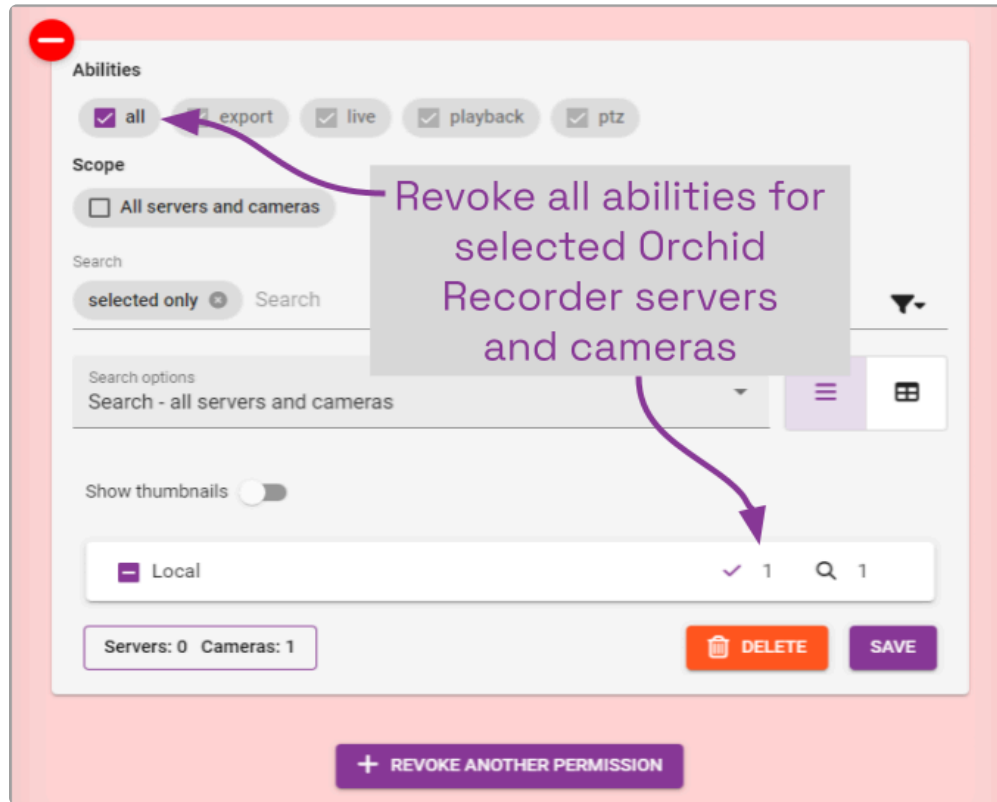 Abilities
all export live playback ptz
Scope
All servers and cameras
Revoke all abilities for
selected Orchid
Recorder servers
and cameras
Search
selected only Search
Search options
Search - all servers and cameras
Show thumbnails
Local 1 1
Servers: 0 Cameras: 1 DELETE SAVE
+ REVOKE ANOTHER PERMISSION